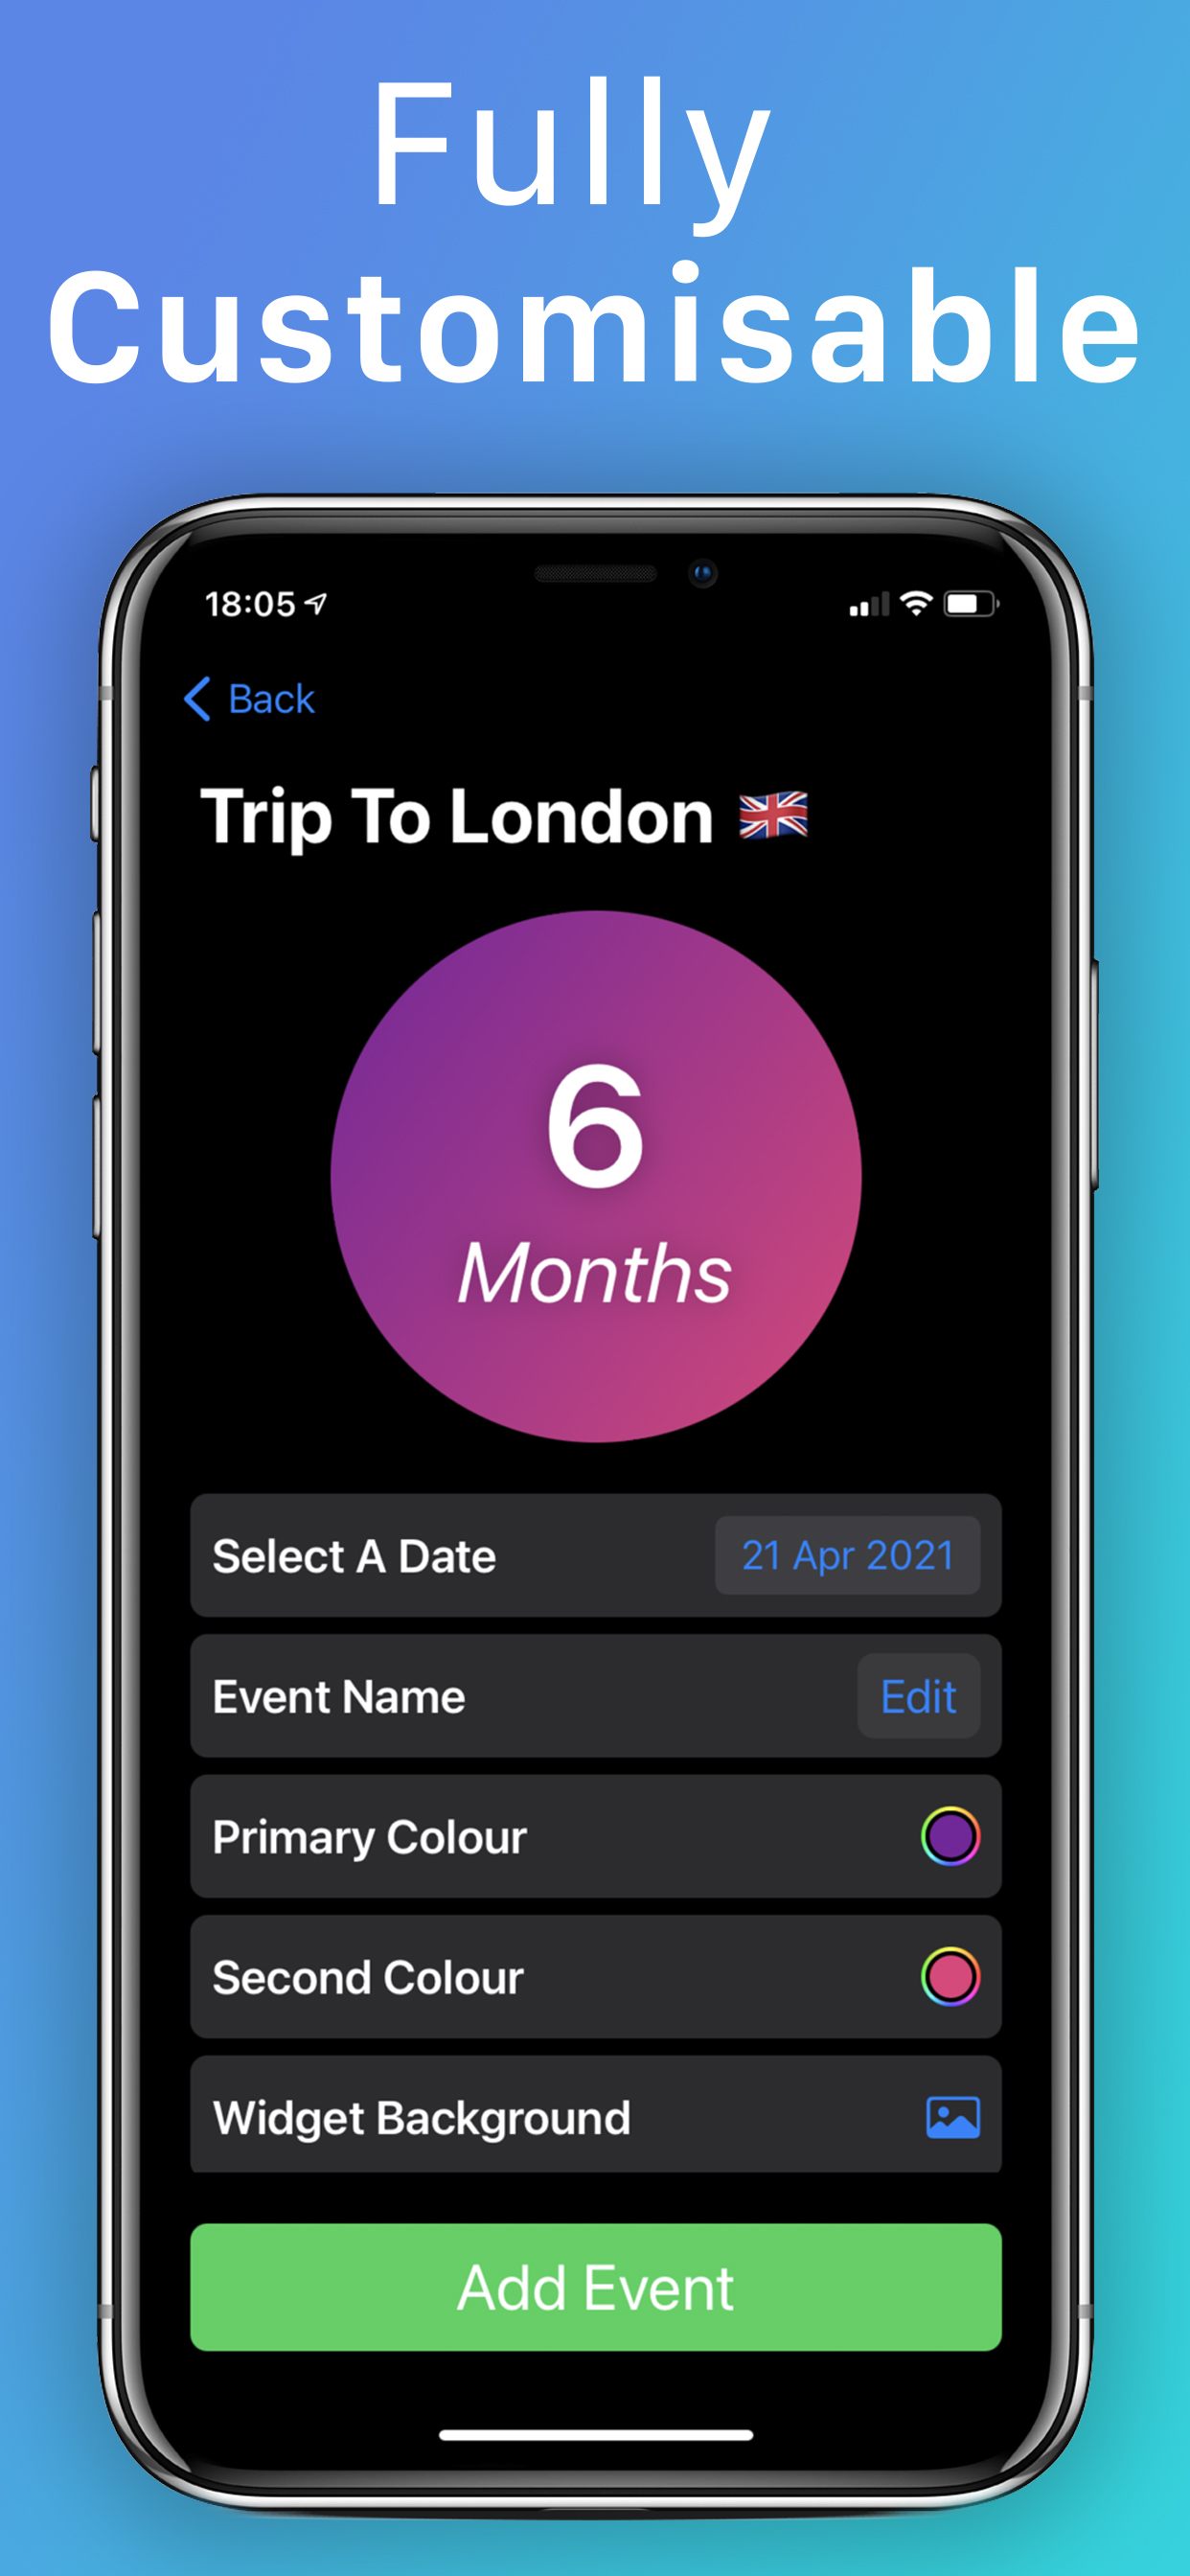 Fully
Customisable
18:05
Back
Trip To London 🇬🇧
6
Months
Select A Date 21 Apr 2021
Event Name Edit
Primary Colour
Second Colour
Widget Background
Add Event